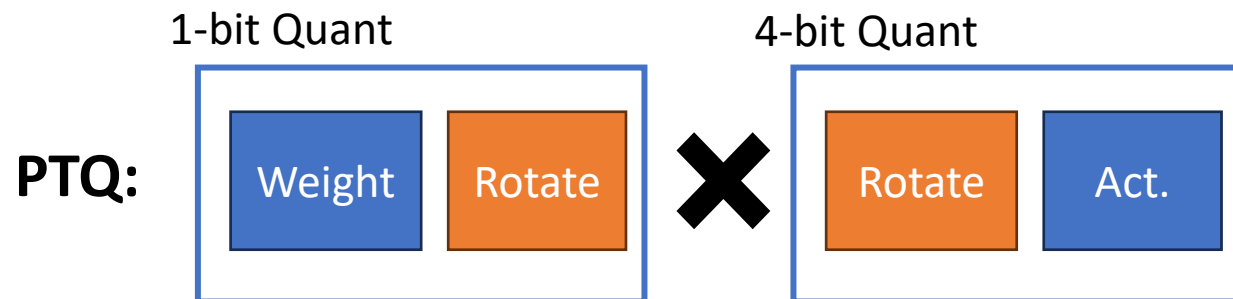 1-bit Quant
4-bit Quant
PTQ:
Weight
Rotate
Rotate
Act.